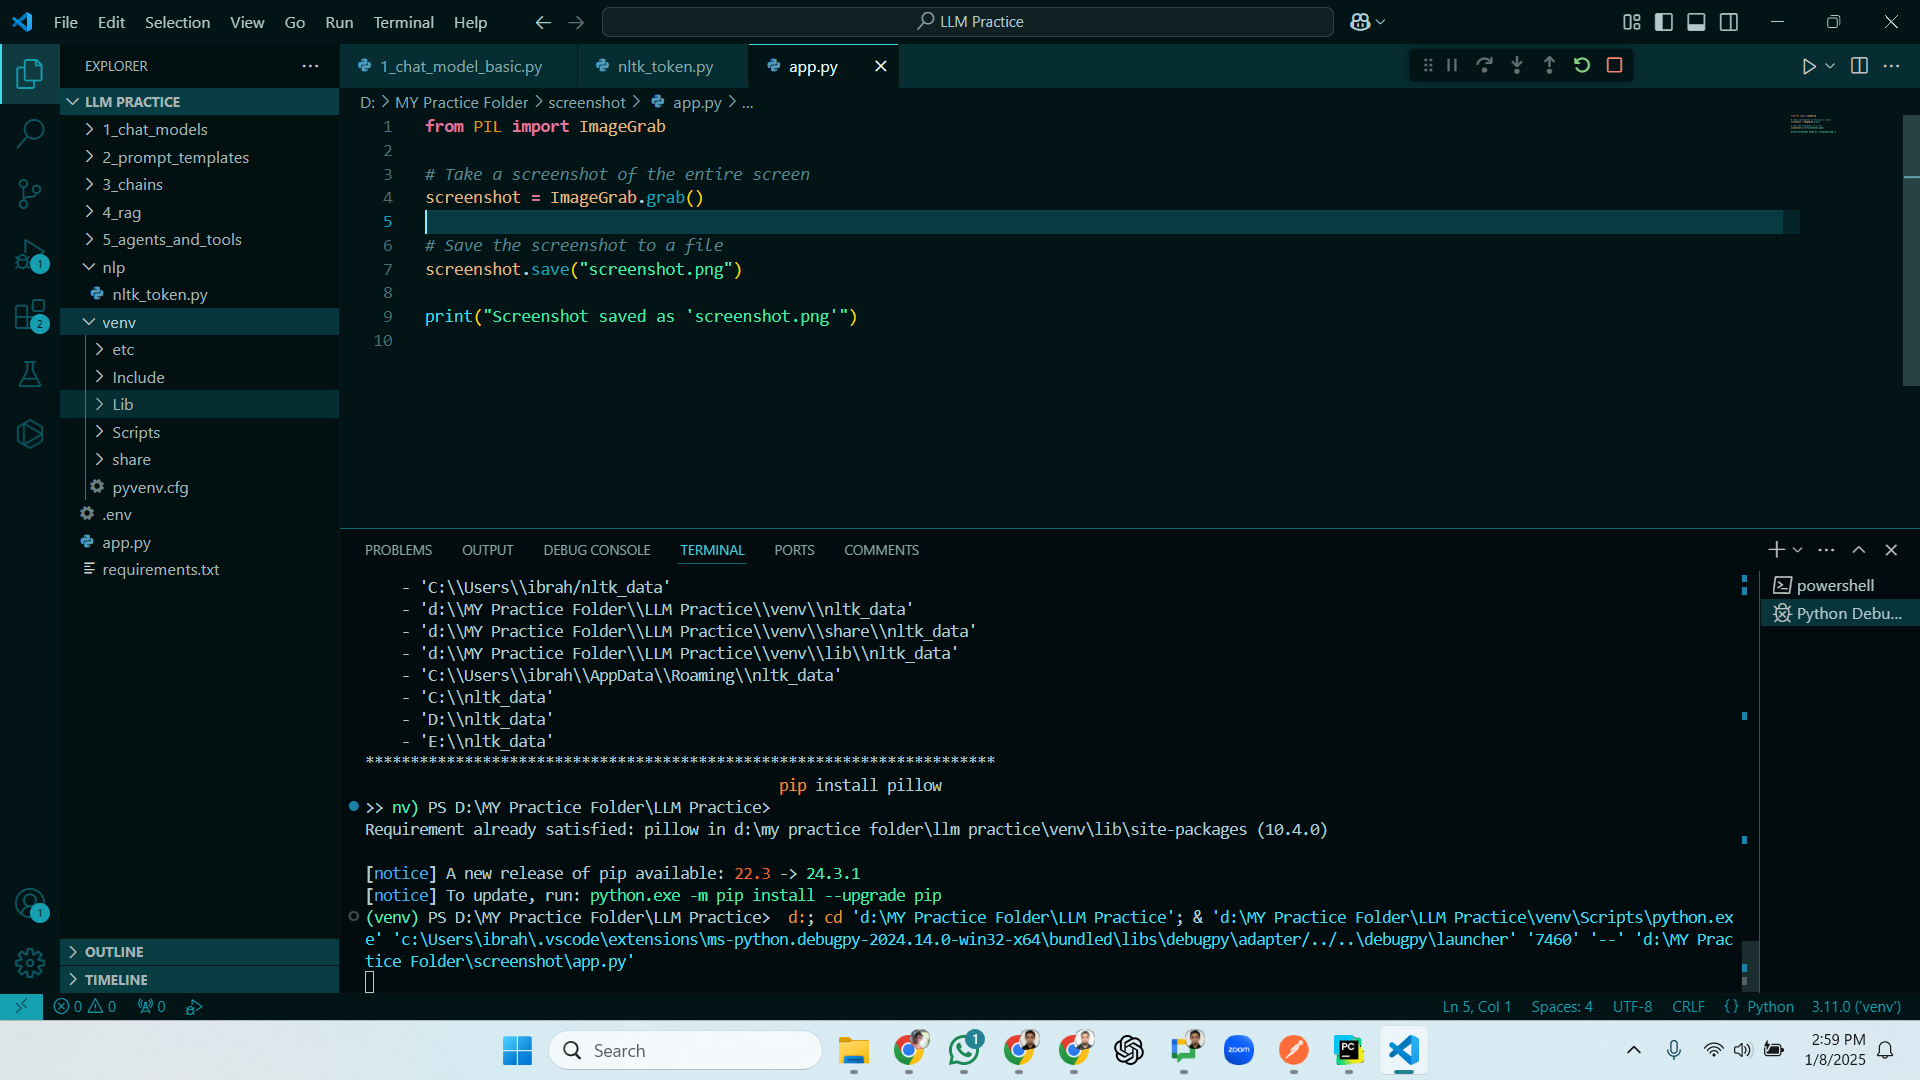 File Edit Selection View Go Run Terminal Help
LLM Practice
EXPLORER
1_chat_model_basic.py
nltk_token.py
app.py
LLM PRACTICE
1_chat_models
2_prompt_templates
3_chains
4_rag
5_agents_and_tools
nlp
nltk_token.py
venv
etc
Include
Lib
Scripts
share
pyvenv.cfg
.env
app.py
requirements.txt
OUTLINE
TIMELINE
1
2
1
D: > MY Practice Folder > screenshot > app.py > ...
1 from PIL import ImageGrab
2
3 # Take a screenshot of the entire screen
4 screenshot = ImageGrab.grab()
5
6 # Save the screenshot to a file
7 screenshot.save("screenshot.png")
8
9 print("Screenshot saved as 'screenshot.png'")
10
PROBLEMS OUTPUT DEBUG CONSOLE TERMINAL PORTS COMMENTS
- 'C:\\Users\\ibrah/nltk_data'
- 'd:\\MY Practice Folder\\LLM Practice\\venv\\nltk_data'
- 'd:\\MY Practice Folder\\LLM Practice\\venv\\share\\nltk_data'
- 'd:\\MY Practice Folder\\LLM Practice\\venv\\lib\\nltk_data'
- 'C:\\Users\\ibrah\\AppData\\Roaming\\nltk_data'
- 'C:\\nltk_data'
- 'D:\\nltk_data'
- 'E:\\nltk_data'
**********************************************************************
pip install pillow
>> nv) PS D:\MY Practice Folder\LLM Practice>
Requirement already satisfied: pillow in d:\my practice folder\llm practice\venv\lib\site-packages (10.4.0)
[notice] A new release of pip available: 22.3 -> 24.3.1
[notice] To update, run: python.exe -m pip install --upgrade pip
(venv) PS D:\MY Practice Folder\LLM Practice>  d:; cd 'd:\MY Practice Folder\LLM Practice'; & 'd:\MY Practice Folder\LLM Practice\venv\Scripts\python.ex
e' 'c:\Users\ibrah\.vscode\extensions\ms-python.debugpy-2024.14.0-win32-x64\bundled\libs\debugpy\adapter/../..\debugpy\launcher' '7460' '--' 'd:\MY Prac
tice Folder\screenshot\app.py'
powershell
Python Debu...
0 0 0
Ln 5, Col 1 Spaces: 4 UTF-8 CRLF {} Python 3.11.0 ('venv')
Search
1
zoom
PC
2:59 PM
1/8/2025